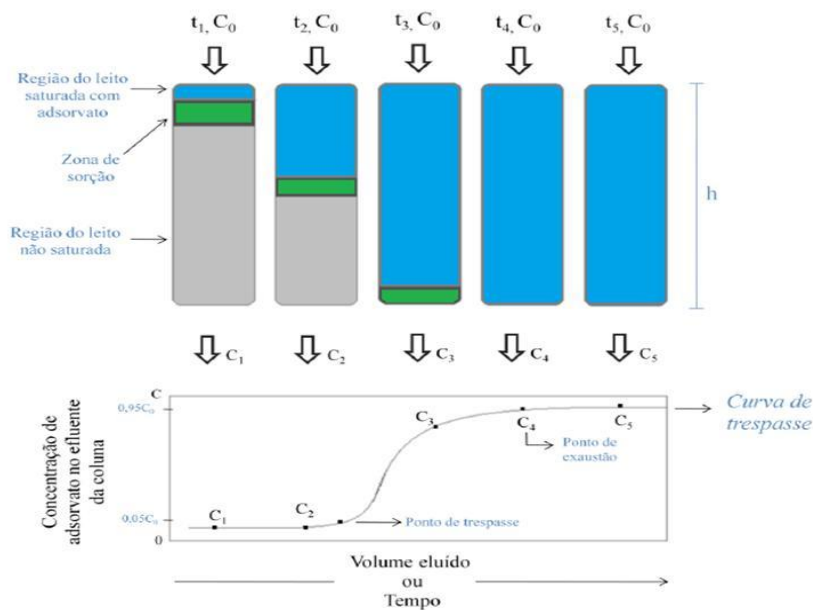 t1, C0
t2, C0
t3, C0
t4, C0
t5, C0
Região do leito
saturada com
adsorvato
Zona de
sorção
Região do leito
não saturada
h
C1
C2
C3
C4
C5
Concentração de
adsorvato no efluente
da coluna
C
0,95C0
0,05C0
0
C1
C2
C3
C4
C5
Ponto de
exaustão
Ponto de trespasse
Curva de
trespasse
Volume eluído
ou
Tempo